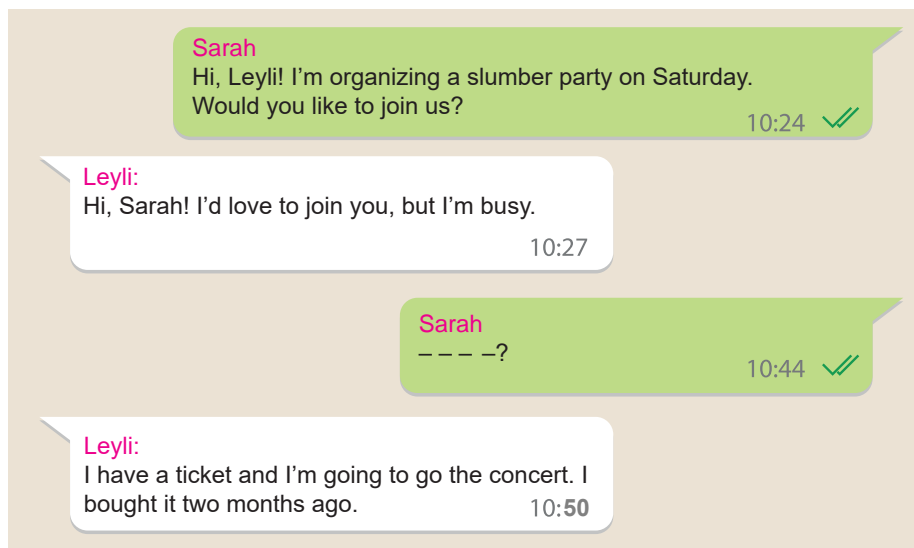 Sarah
Hi, Leyli! I’m organizing a slumber party on Saturday.
Would you like to join us?
10:24
Leyli:
Hi, Sarah! I’d love to join you, but I’m busy.
10:27
Sarah
– – – –?
10:44
Leyli:
I have a ticket and I’m going to go the concert. I
bought it two months ago.
10:50